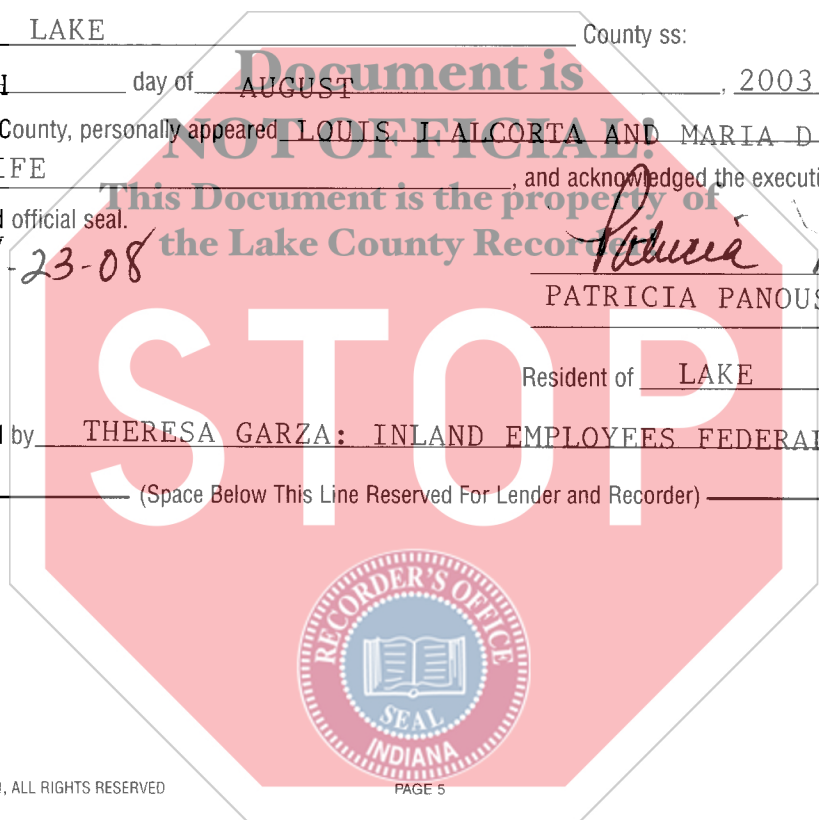 LAKE County ss:
Document is
H day of AUGUST , 2003
NOT OFFICIAL!
County, personally appeared LOUIS J ALCORTA AND MARIA D
IFE , and acknowledged the executi
This Document is the property of
d official seal.
the Lake County Recorder!
-23-08 Patricia
PATRICIA PANOUS
Resident of LAKE
STOP
d by THERESA GARZA: INLAND EMPLOYEES FEDERAL
(Space Below This Line Reserved For Lender and Recorder)
RECORDER'S OFFICE
SEAL
INDIANA
, ALL RIGHTS RESERVED PAGE 5